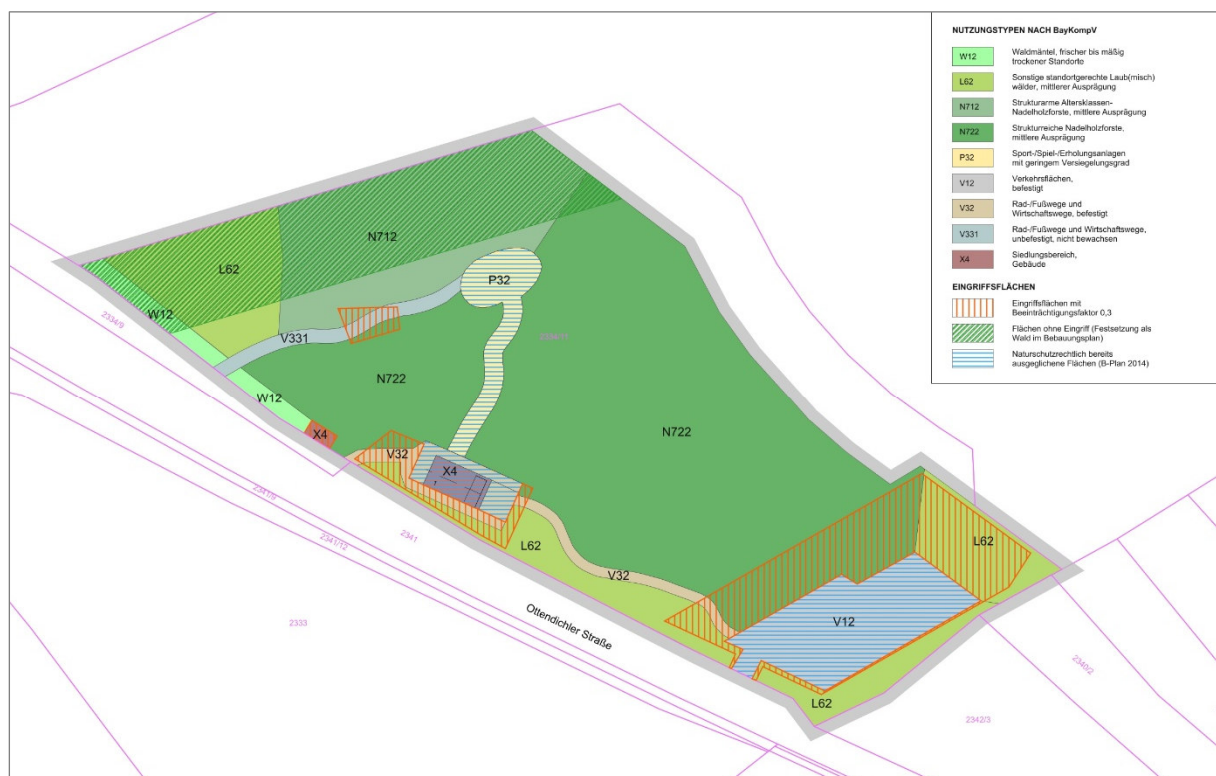 NUTZUNGSTYPEN NACH BayKompV
W12
Waldmäntel, frischer bis mäßig
trockener Standorte
L62
Sonstige standortgerechte Laub(misch)
wälder, mittlerer Ausprägung
N712
Strukturarme Altersklassen-
Nadelholzforste, mittlere Ausprägung
N722
Strukturreiche Nadelholzforste,
mittlere Ausprägung
P32
Sport-/Spiel-/Erholungsanlagen
mit geringem Versiegelungsgrad
V12
Verkehrsflächen,
befestigt
V32
Rad-/Fußwege und
Wirtschaftswege, befestigt
V331
Rad-/Fußwege und Wirtschaftswege,
unbefestigt, nicht bewachsen
X4
Siedlungsbereich,
Gebäude
EINGRIFFSFLÄCHEN
Eingriffsflächen mit
Beeinträchtigungsfaktor 0,3
Flächen ohne Eingriff (Festsetzung als
Wald im Bebauungsplan)
Naturschutzrechtlich bereits
ausgeglichene Flächen (B-Plan 2014)
N712
L62
P32
W12
2334/9
V331
N722
W12
N722
X4
V32
X4
2341/9
2341/12
2341
L62
L62
V32
Ottendichler Straße
V12
2333
2340/2
L62
2342/3